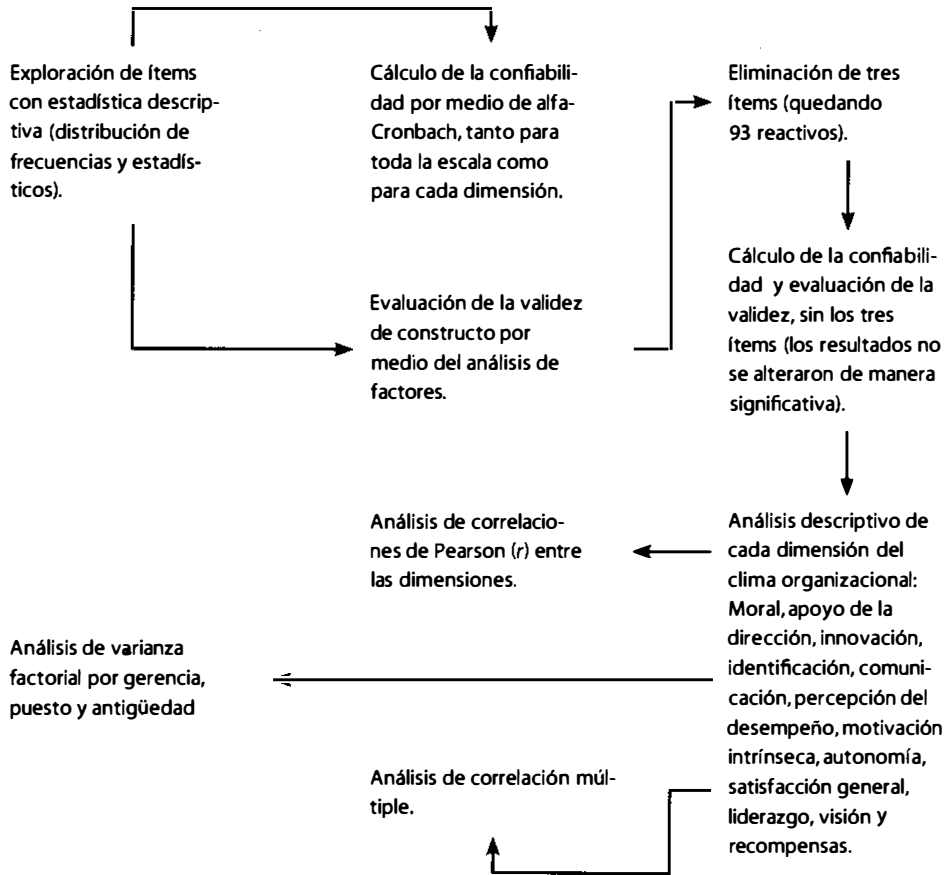 Exploración de ítems
con estadística descrip-
tiva (distribución de
frecuencias y estadís-
ticos).
Cálculo de la confiabili-
dad por medio de alfa-
Cronbach, tanto para
toda la escala como
para cada dimensión.
Eliminación de tres
ítems (quedando
93 reactivos).
Evaluación de la validez
de constructo por
medio del análisis de
factores.
Cálculo de la confiabili-
dad y evaluación de la
validez, sin los tres
ítems (los resultados no
se alteraron de manera
significativa).
Análisis de correlacio-
nes de Pearson (r) entre
las dimensiones.
Análisis descriptivo de
cada dimensión del
clima organizacional:
Moral, apoyo de la
dirección, innovación,
identificación, comuni-
cación, percepción del
desempeño, motivación
intrínseca, autonomía,
satisfacción general,
liderazgo, visión y
recompensas.
Análisis de varianza
factorial por gerencia,
puesto y antigüedad
Análisis de correlación múl-
tiple.